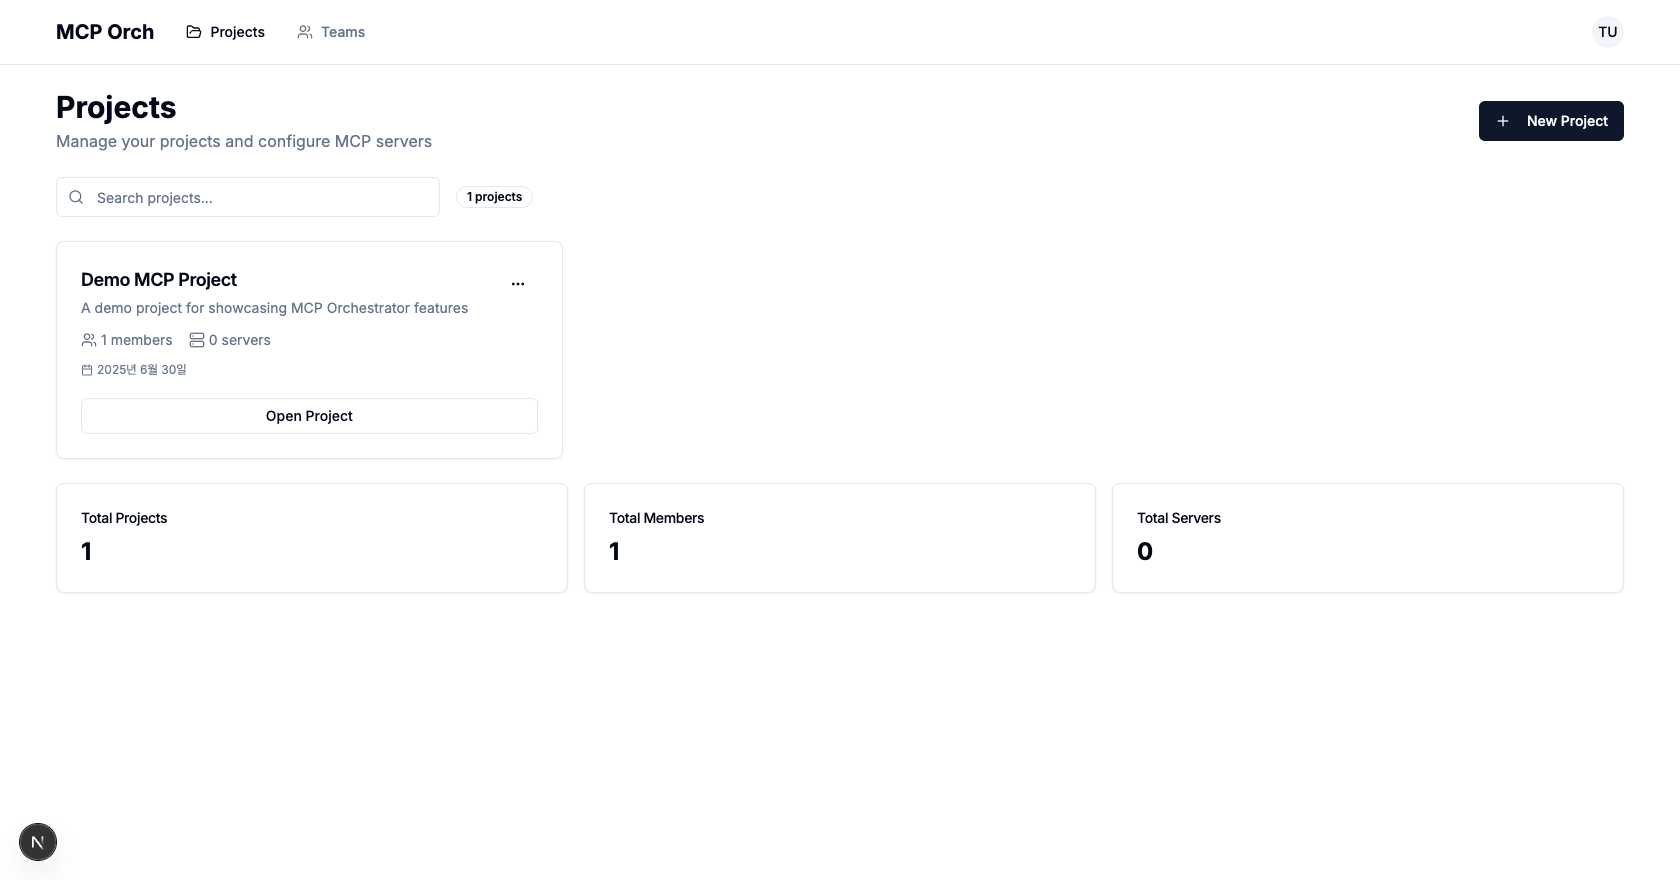 MCP Orch
Projects
Teams
TU
Projects
Manage your projects and configure MCP servers
New Project
Search projects...
1 projects
Demo MCP Project
...
A demo project for showcasing MCP Orchestrator features
1 members
0 servers
2025년 6월 30일
Open Project
Total Projects
1
Total Members
1
Total Servers
0
N